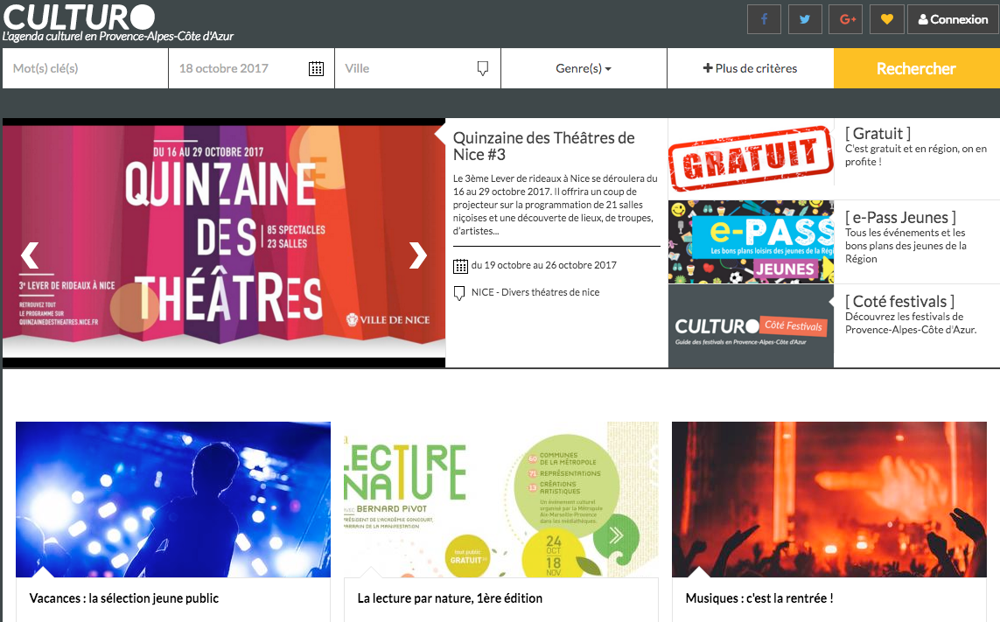 CULTURO
L'agenda culturel en Provence-Alpes-Côte d'Azur
Connexion
Mot(s) clé(s)
18 octobre 2017
Ville
Genre(s)
Plus de critères
Rechercher
DU 16 AU 29 OCTOBRE 2017
QUINZAINE
DES
THÉÂTRES
85 SPECTACLES
23 SALLES
3e LEVER DE RIDEAUX À NICE
RETROUVEZ
TOUT
LE PROGRAMME SUR
QUINZAINEDESTHEATRES.NICE.FR
VILLE DE NICE
Quinzaine des Théâtres de
Nice #3
Le 3ème Lever de rideaux à Nice se déroulera du
16 au 29 octobre 2017. Il offrira un coup de
projecteur sur la programmation de 21 salles
niçoises et une découverte de lieux, de troupes,
d'artistes...
du 19 octobre au 26 octobre 2017
NICE - Divers théatres de nice
GRATUIT
[ Gratuit ]
C'est gratuit et en région, on en
profite !
e-PASS
Les bons plans loisirs des jeunes de la Régi
JEUNES
[ e-Pass Jeunes ]
Tous les événements et les
bons plans des jeunes de la
Région
CULTURO Côté Festivals
Guide des festivals en Provence-Alpes-Côte d'Azur
[ Coté festivals ]
Découvrez les festivals de
Provence-Alpes-Côte d'Azur.
LECTURE
NATURE
AVEC BERNARD PIVOT
PRÉSIDENT DE L'ACADÉMIE GONCOURT,
PARRAIN DE LA MANIFESTATION
tout public
GRATUIT
60 COMMUNES
DE LA MÉTROPOLE
71 REPRÉSENTATIONS
13 CRÉATIONS
ARTISTIQUES
Un événement culturel
organisé par la Métropole
Aix-Marseille-Provence
dans les médiathèques.
24
OCT
18
NOV
Vacances : la sélection jeune public
La lecture par nature, 1ère édition
Musiques : c'est la rentrée !